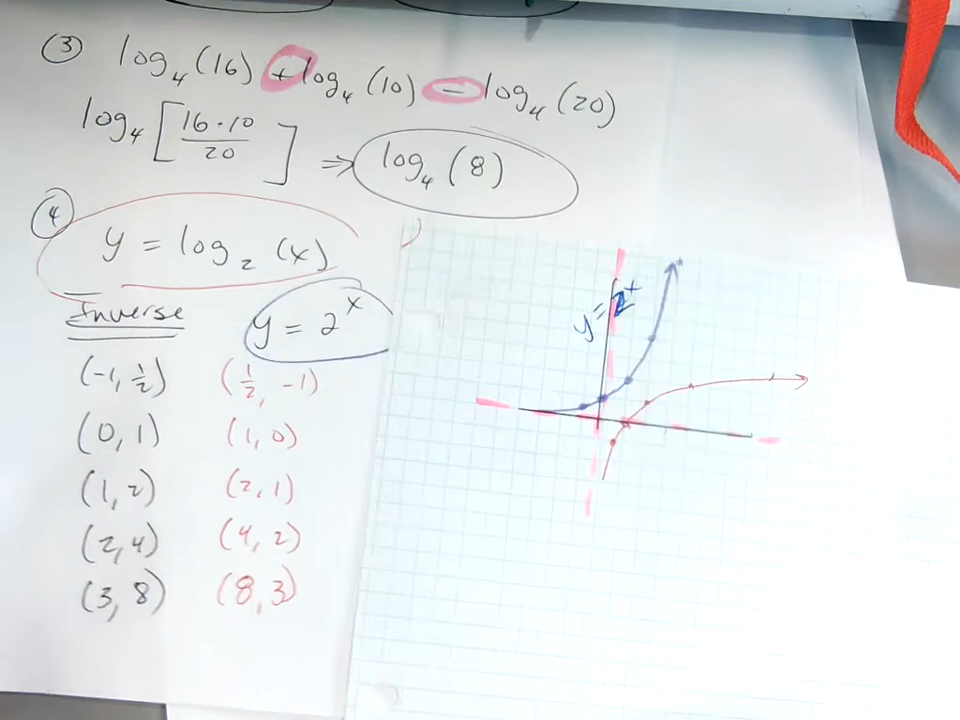 ③ log₄(16) + log₄(10) − log₄(20)
log₄[16·10/20] ⇒ log₄(8)
④ y = log₂(x)
Inverse y = 2ˣ
(-1, 1/2) (1/2, -1)
(0, 1) (1, 0)
(1, 2) (2, 1)
(2, 4) (4, 2)
(3, 8) (8, 3)
y = 2ˣ